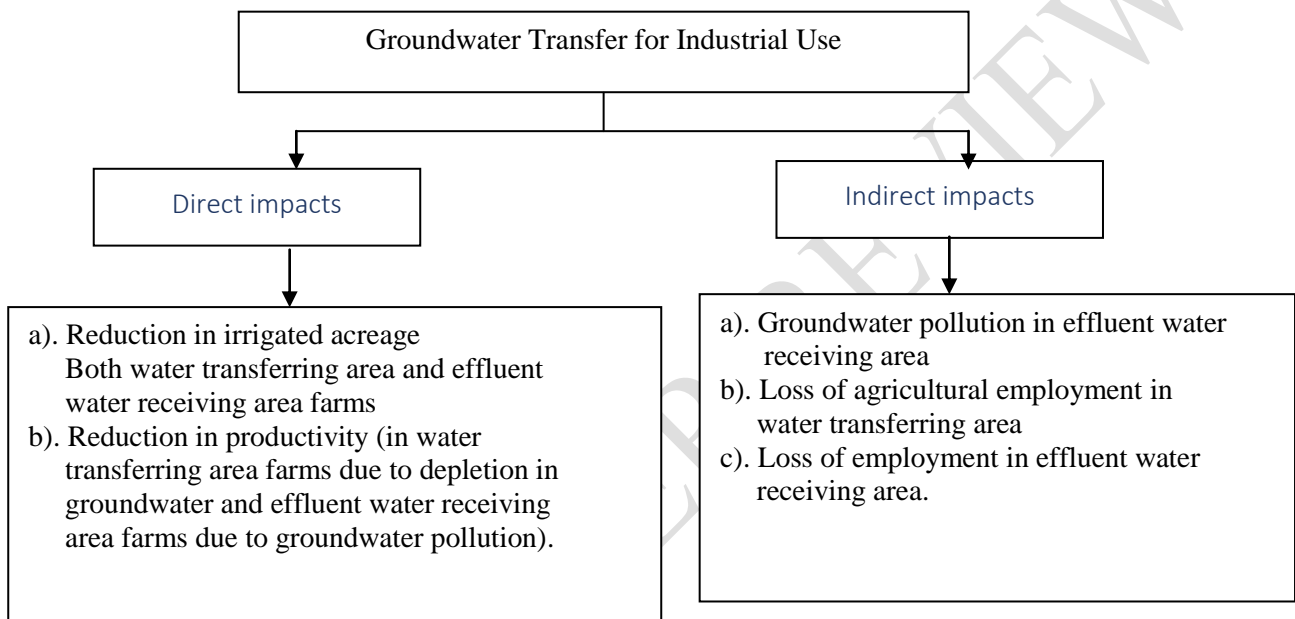 Groundwater Transfer for Industrial Use
Direct impacts
Indirect impacts
a). Reduction in irrigated acreage
Both water transferring area and effluent
water receiving area farms
b). Reduction in productivity (in water
transferring area farms due to depletion in
groundwater and effluent water receiving
area farms due to groundwater pollution).
a). Groundwater pollution in effluent water
receiving area
b). Loss of agricultural employment in
water transferring area
c). Loss of employment in effluent water
receiving area.